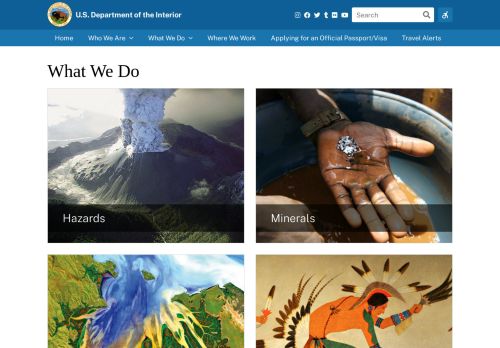 U.S. Department of the Interior
Search
Home Who We Are What We Do Where We Work Applying for an Official Passport/Visa Travel Alerts
What We Do
Hazards
Minerals